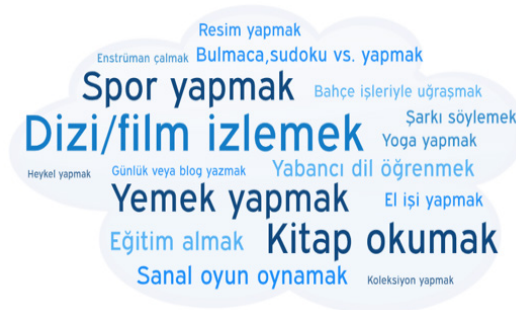 Resim yapmak
Enstrüman çalmak Bulmaca,sudoku vs. yapmak
Spor yapmak Bahçe işleriyle uğraşmak
Şarkı söylemek
Dizi/film izlemek Yoga yapmak
Heykel yapmak Günlük veya blog yazmak Yabancı dil öğrenmek
Yemek yapmak El işi yapmak
Eğitim almak Kitap okumak
Sanal oyun oynamak Koleksiyon yapmak